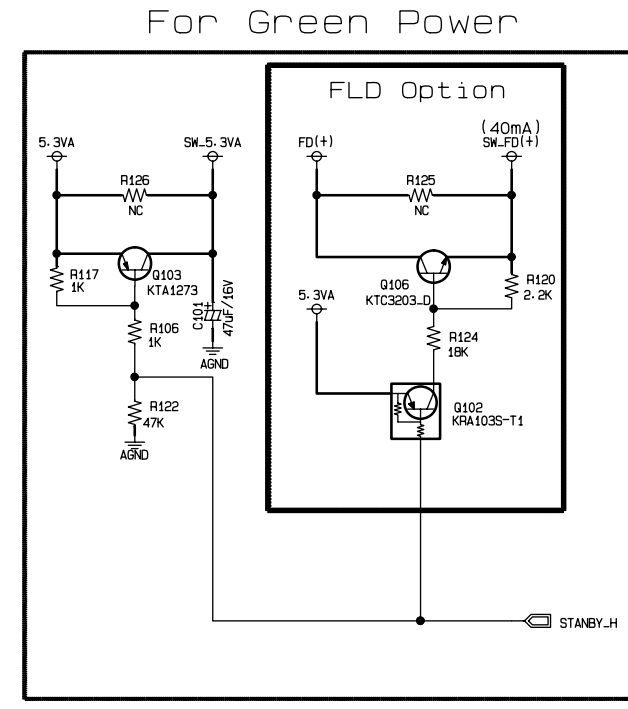 For Green Power
FLD Option
5.3VA
SW_5.3VA
R126
NC
R117
1K
Q103
KTA1273
C101
+
47uF/16V
AGND
R106
1K
R122
47K
AGND
FD(+)
(40mA)
SW_FD(+)
R125
NC
Q106
KTC3203_D
R120
2.2K
5.3VA
R124
18K
Q102
KRA103S-T1
STANBY_H